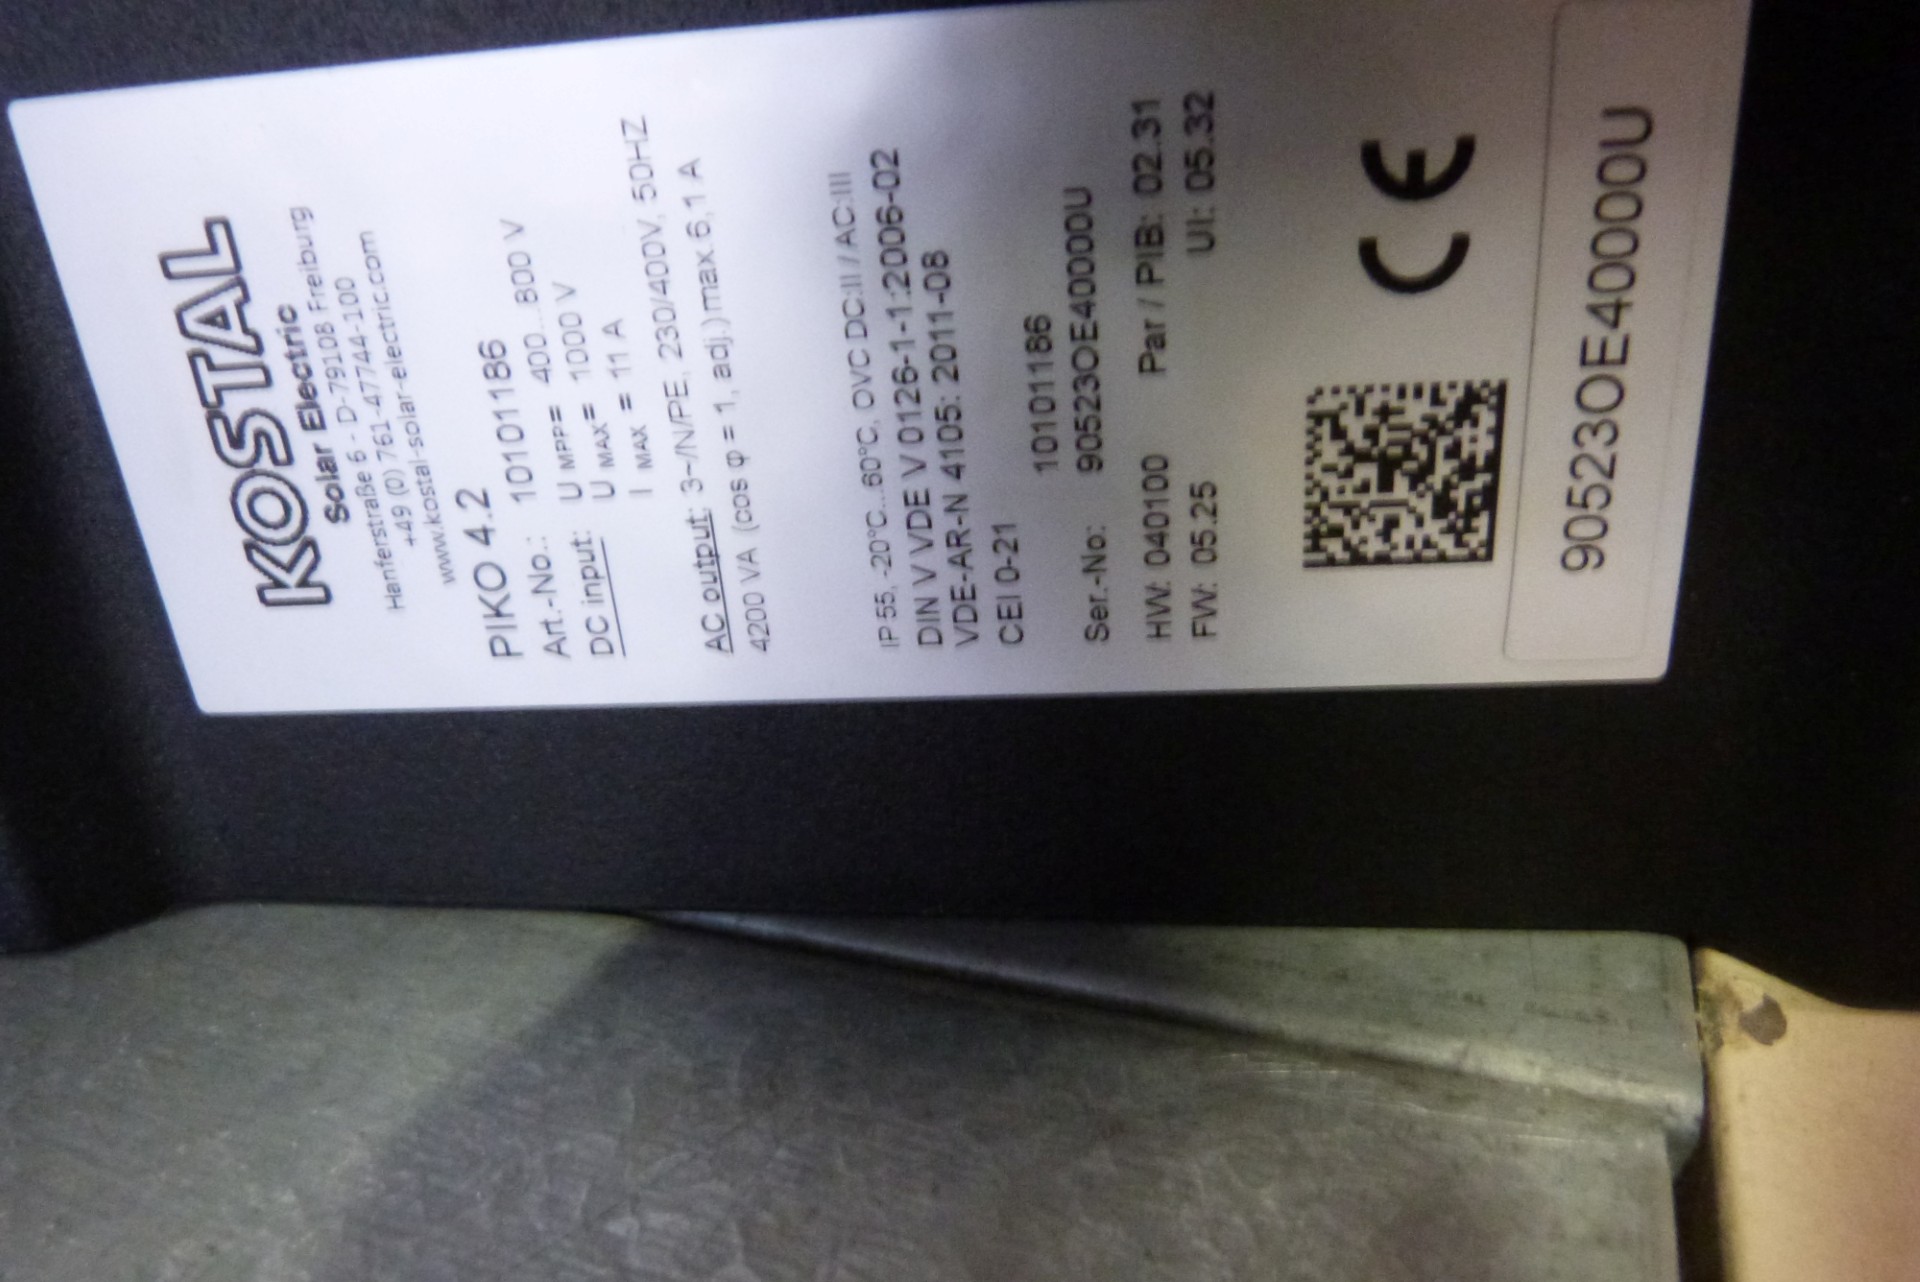 KOSTAL
Solar Electric
Hanferstraße 6 - D-79108 Freiburg
+49 (0) 761-47744-100
www.kostal-solar-electric.com
PIKO 4.2
Art.-No.: 10101186
DC input: U MPP= 400...800 V
U MAX= 1000 V
I MAX = 11 A
AC output: 3~/N/PE, 230/400V, 50HZ
4200 VA (cos φ = 1, adj.) max.6,1 A
IP 55, -20°C...60°C, OVC DC:II / AC:III
DIN V VDE V 0126-1-1:2006-02
VDE-AR-N 4105: 2011-08
CEI 0-21
10101186
Ser.-No: 90523OE40000U
HW: 040100 Par / PIB: 02.31
FW: 05.25 UI: 05.32
CE
90523OE40000U